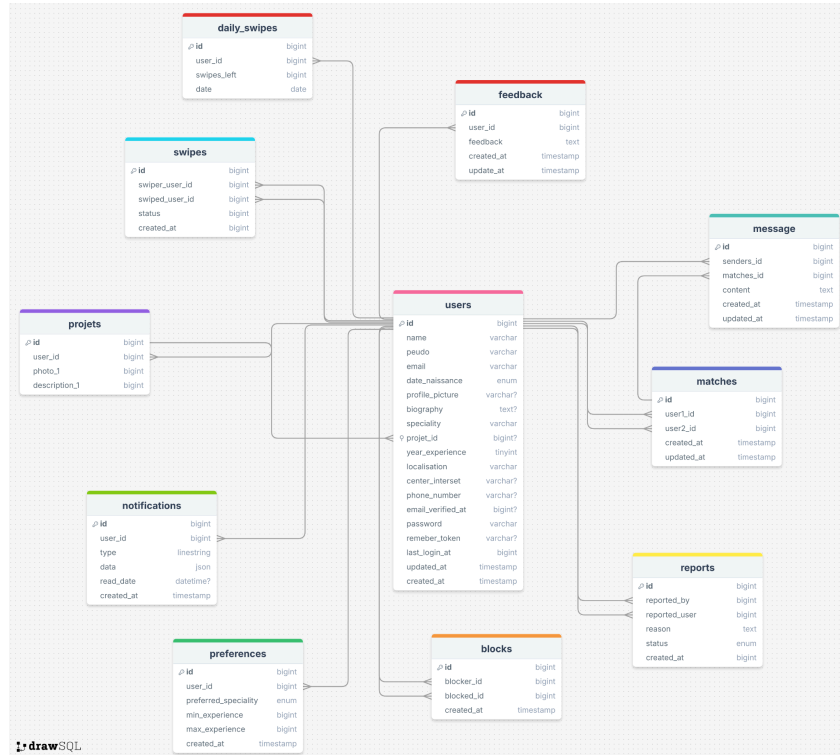 daily_swipes
id bigint
user_id bigint
swipes_left bigint
date date
feedback
id bigint
user_id bigint
feedback text
created_at timestamp
update_at timestamp
swipes
id bigint
swiper_user_id bigint
swiped_user_id bigint
status bigint
created_at bigint
message
id bigint
senders_id bigint
matches_id bigint
content text
created_at timestamp
updated_at timestamp
users
id bigint
name varchar
peudo varchar
email varchar
date_naissance enum
profile_picture varchar?
biography text?
speciality varchar
projet_id bigint?
year_experience tinyint
localisation varchar
center_interset varchar?
phone_number varchar?
email_verified_at bigint?
password varchar
remeber_token varchar?
last_login_at bigint
updated_at timestamp
created_at timestamp
projets
id bigint
user_id bigint
photo_1 bigint
description_1 bigint
matches
id bigint
user1_id bigint
user2_id bigint
created_at timestamp
updated_at timestamp
notifications
id bigint
user_id bigint
type linestring
data json
read_date datetime?
created_at timestamp
reports
id bigint
reported_by bigint
reported_user bigint
reason text
status enum
created_at bigint
preferences
id bigint
user_id bigint
preferred_speciality enum
min_experience bigint
max_experience bigint
created_at timestamp
blocks
id bigint
blocker_id bigint
blocked_id bigint
created_at timestamp
drawSQL